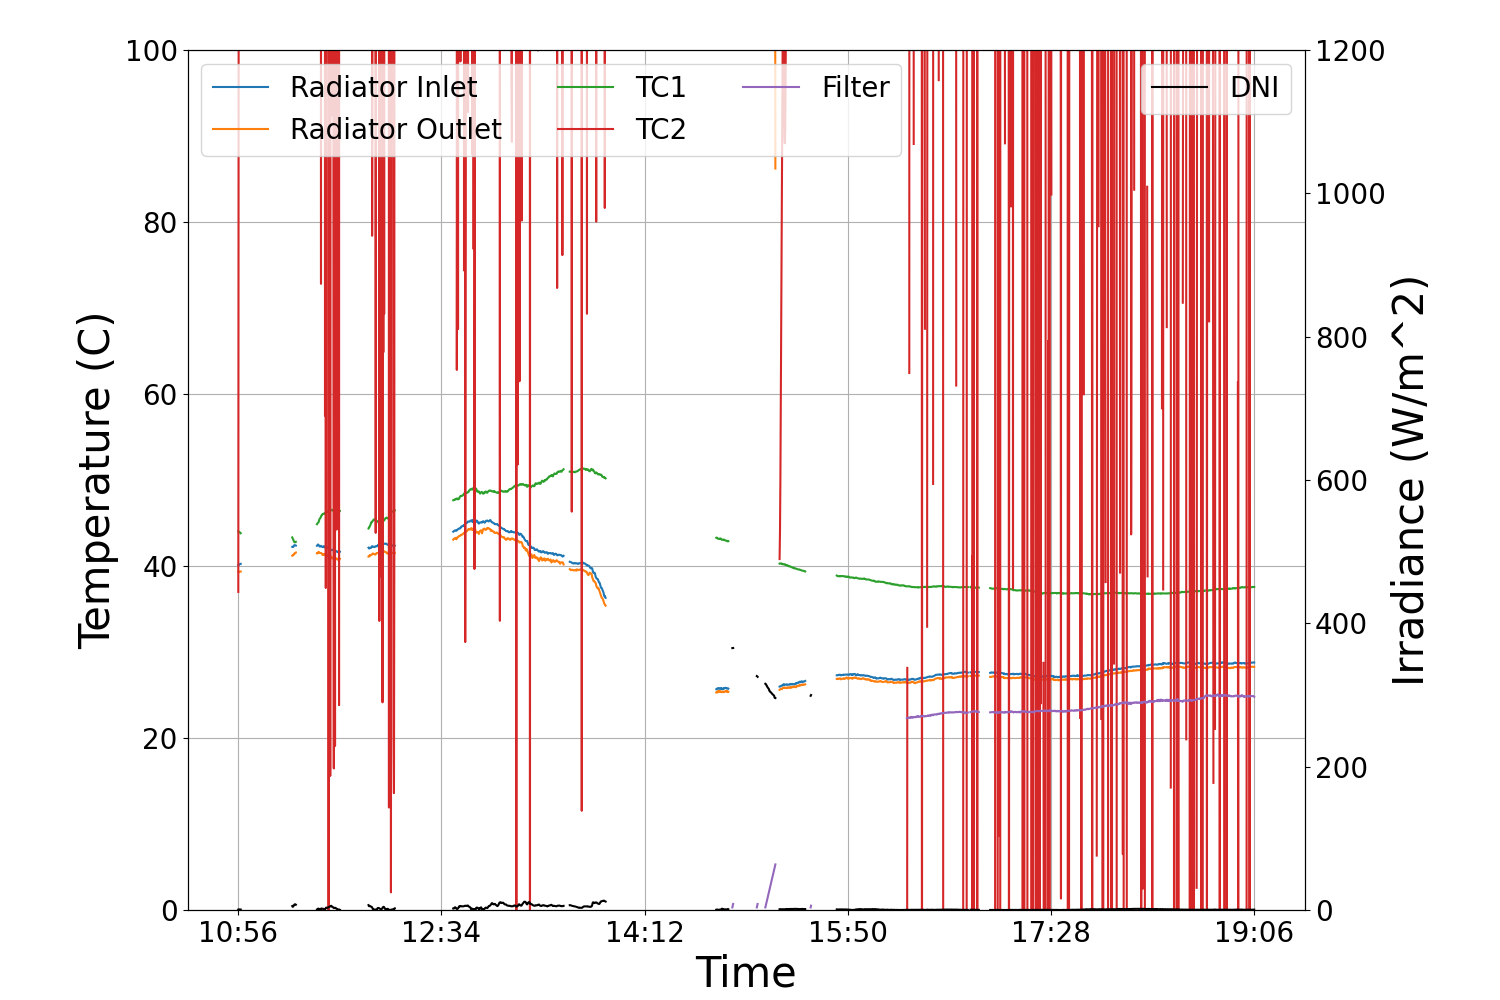 100
80
60
40
20
0
Temperature (C)
Radiator Inlet
Radiator Outlet
TC1
TC2
Filter
DNI
1200
1000
800
600
400
200
0
Irradiance (W/m^2)
10:56
12:34
14:12
15:50
17:28
19:06
Time